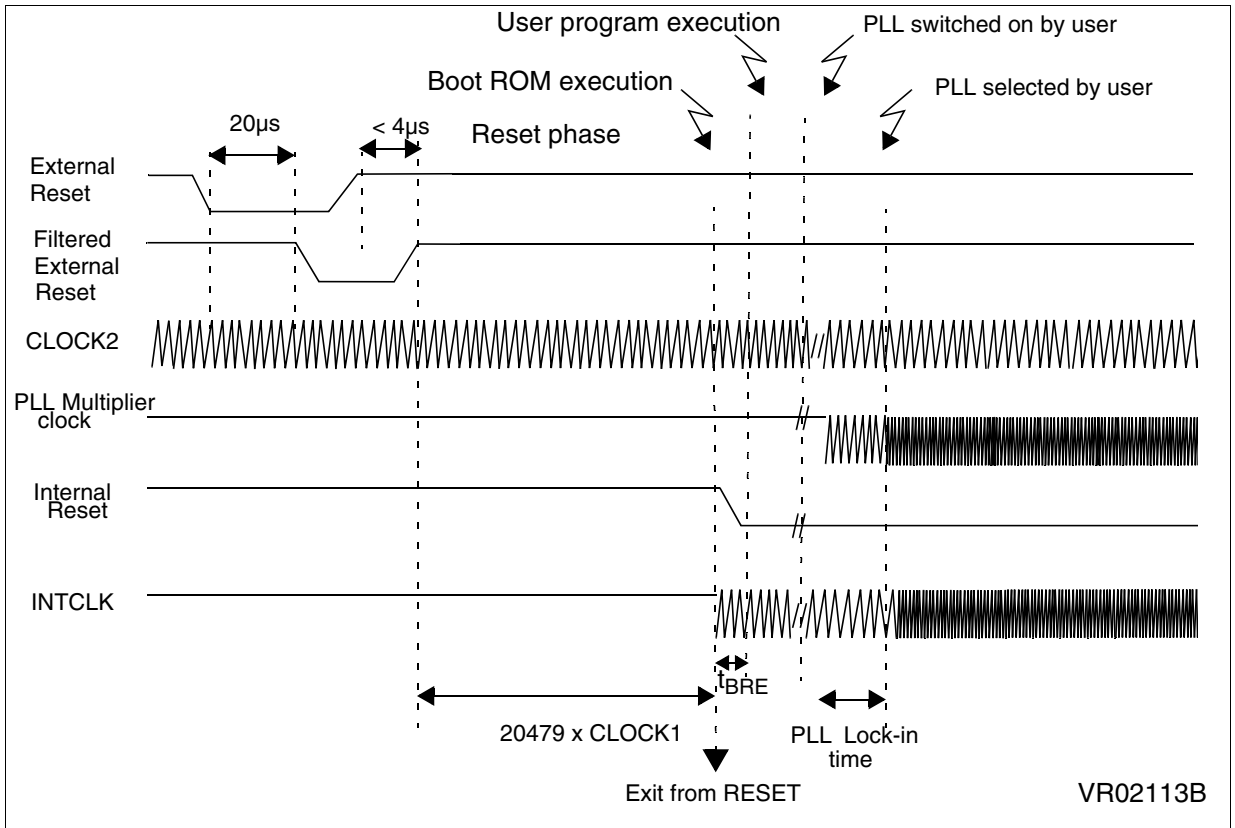 User program execution
PLL switched on by user
Boot ROM execution
PLL selected by user
20µs
< 4µs
Reset phase
External
Reset
Filtered
External
Reset
CLOCK2
PLL Multiplier
clock
Internal
Reset
INTCLK
tBRE
20479 x CLOCK1
PLL Lock-in
time
Exit from RESET
VR02113B